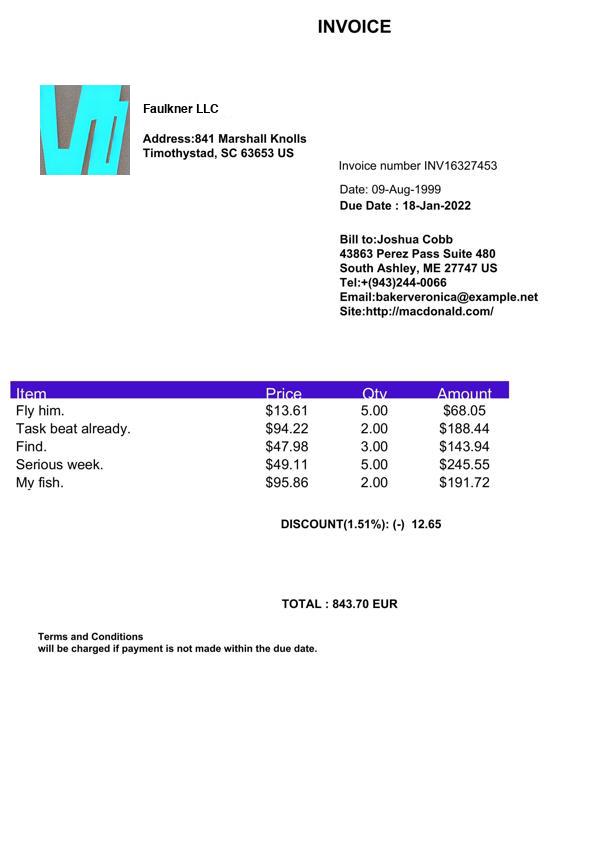 INVOICE
Faulkner LLC
Address:841 Marshall Knolls
Timothystad, SC 63653 US
Invoice number INV16327453
Date: 09-Aug-1999
Due Date : 18-Jan-2022
Bill to:Joshua Cobb
43863 Perez Pass Suite 480
South Ashley, ME 27747 US
Tel:+(943)244-0066
Email:bakerveronica@example.net
Site:http://macdonald.com/
Item Price Qty Amount
Fly him. $13.61 5.00 $68.05
Task beat already. $94.22 2.00 $188.44
Find. $47.98 3.00 $143.94
Serious week. $49.11 5.00 $245.55
My fish. $95.86 2.00 $191.72
DISCOUNT(1.51%): (-) 12.65
TOTAL : 843.70 EUR
Terms and Conditions
will be charged if payment is not made within the due date.